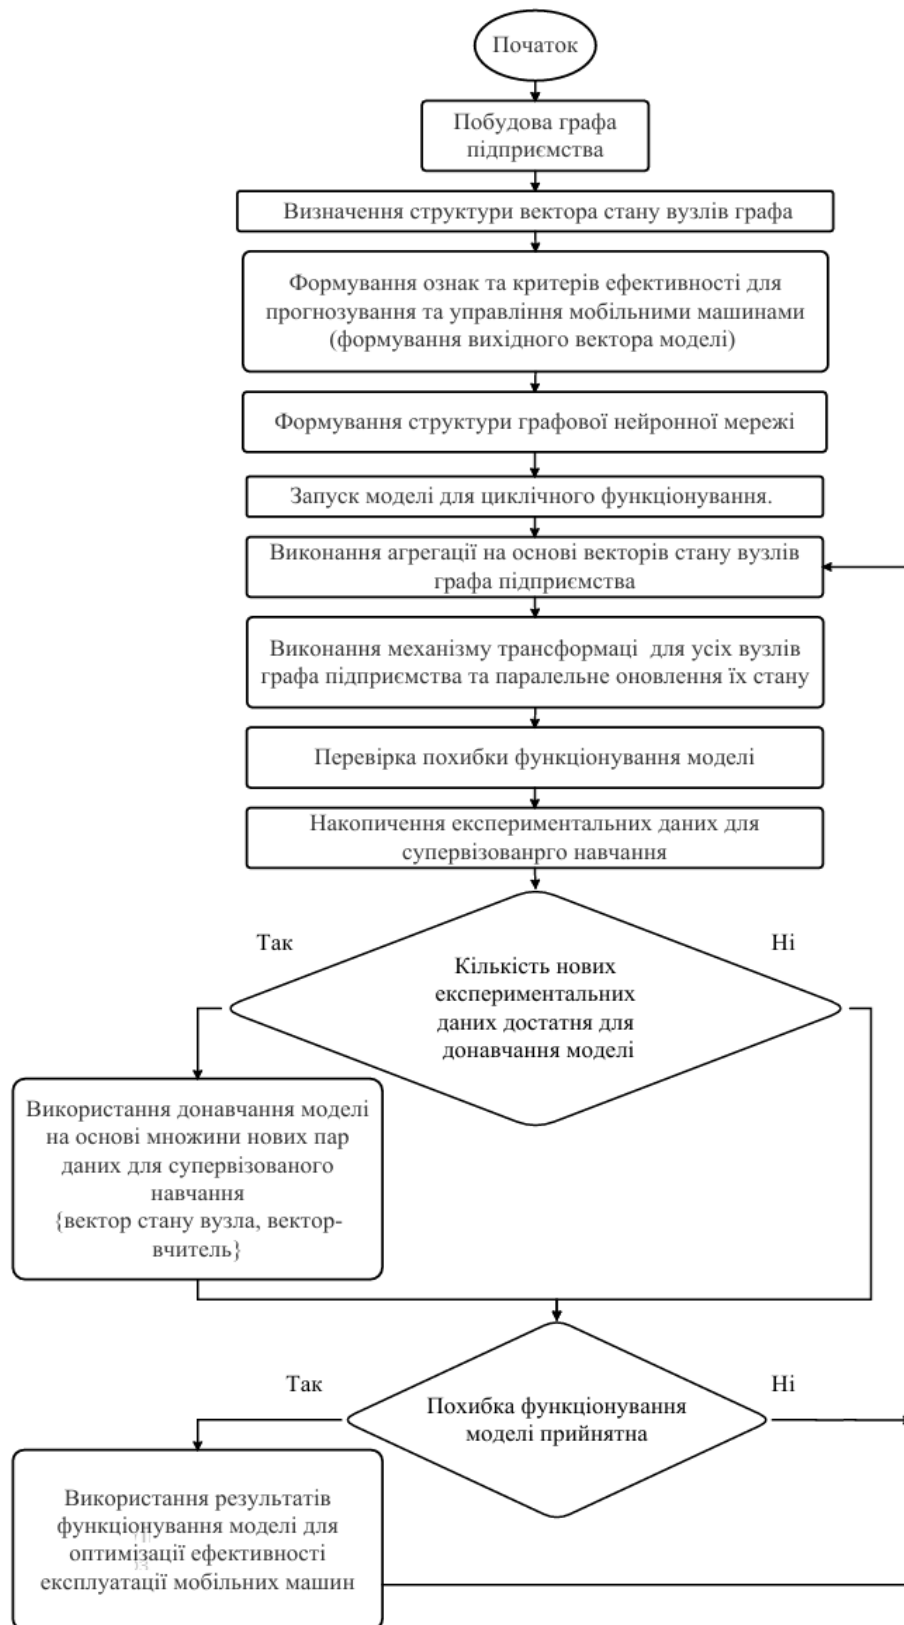 Початок
Побудова графа
підприємства
Визначення структури вектора стану вузлів графа
Формування ознак та критерів ефективності для
прогнозування та управління мобільними машинами
(формування вихідного вектора моделі)
Формування структури графової нейронної мережі
Запуск моделі для циклічного функціонування.
Виконання агрегації на основі векторів стану вузлів
графа підприємства
Виконання механізму трансформаці для усіх вузлів
графа підприємства та паралельне оновлення їх стану
Перевірка похибки функціонування моделі
Накопичення експериментальних даних для
супервізованрго навчання
Так
Ні
Кількість нових
експериментальних
даних достатня для
донавчання моделі
Використання донавчання моделі
на основі множини нових пар
даних для супервізованого
навчання
{вектор стану вузла, вектор-
вчитель}
Так
Ні
Похибка функціонування
моделі прийнятна
Використання результатів
функціонування моделі для
оптимізації ефективності
експлуатації мобільних машин